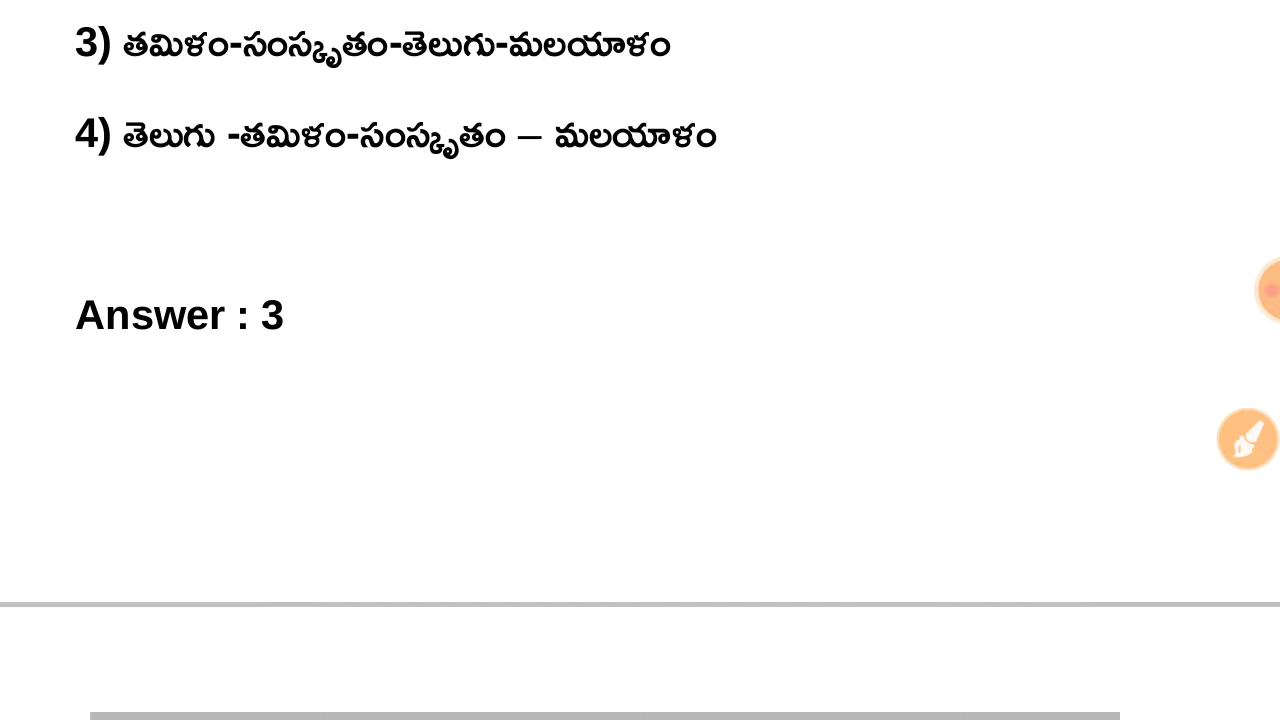 3) తమిళం-సంస్కృతం-తెలుగు-మలయాళం
4) తెలుగు -తమిళం-సంస్కృతం – మలయాళం
Answer : 3